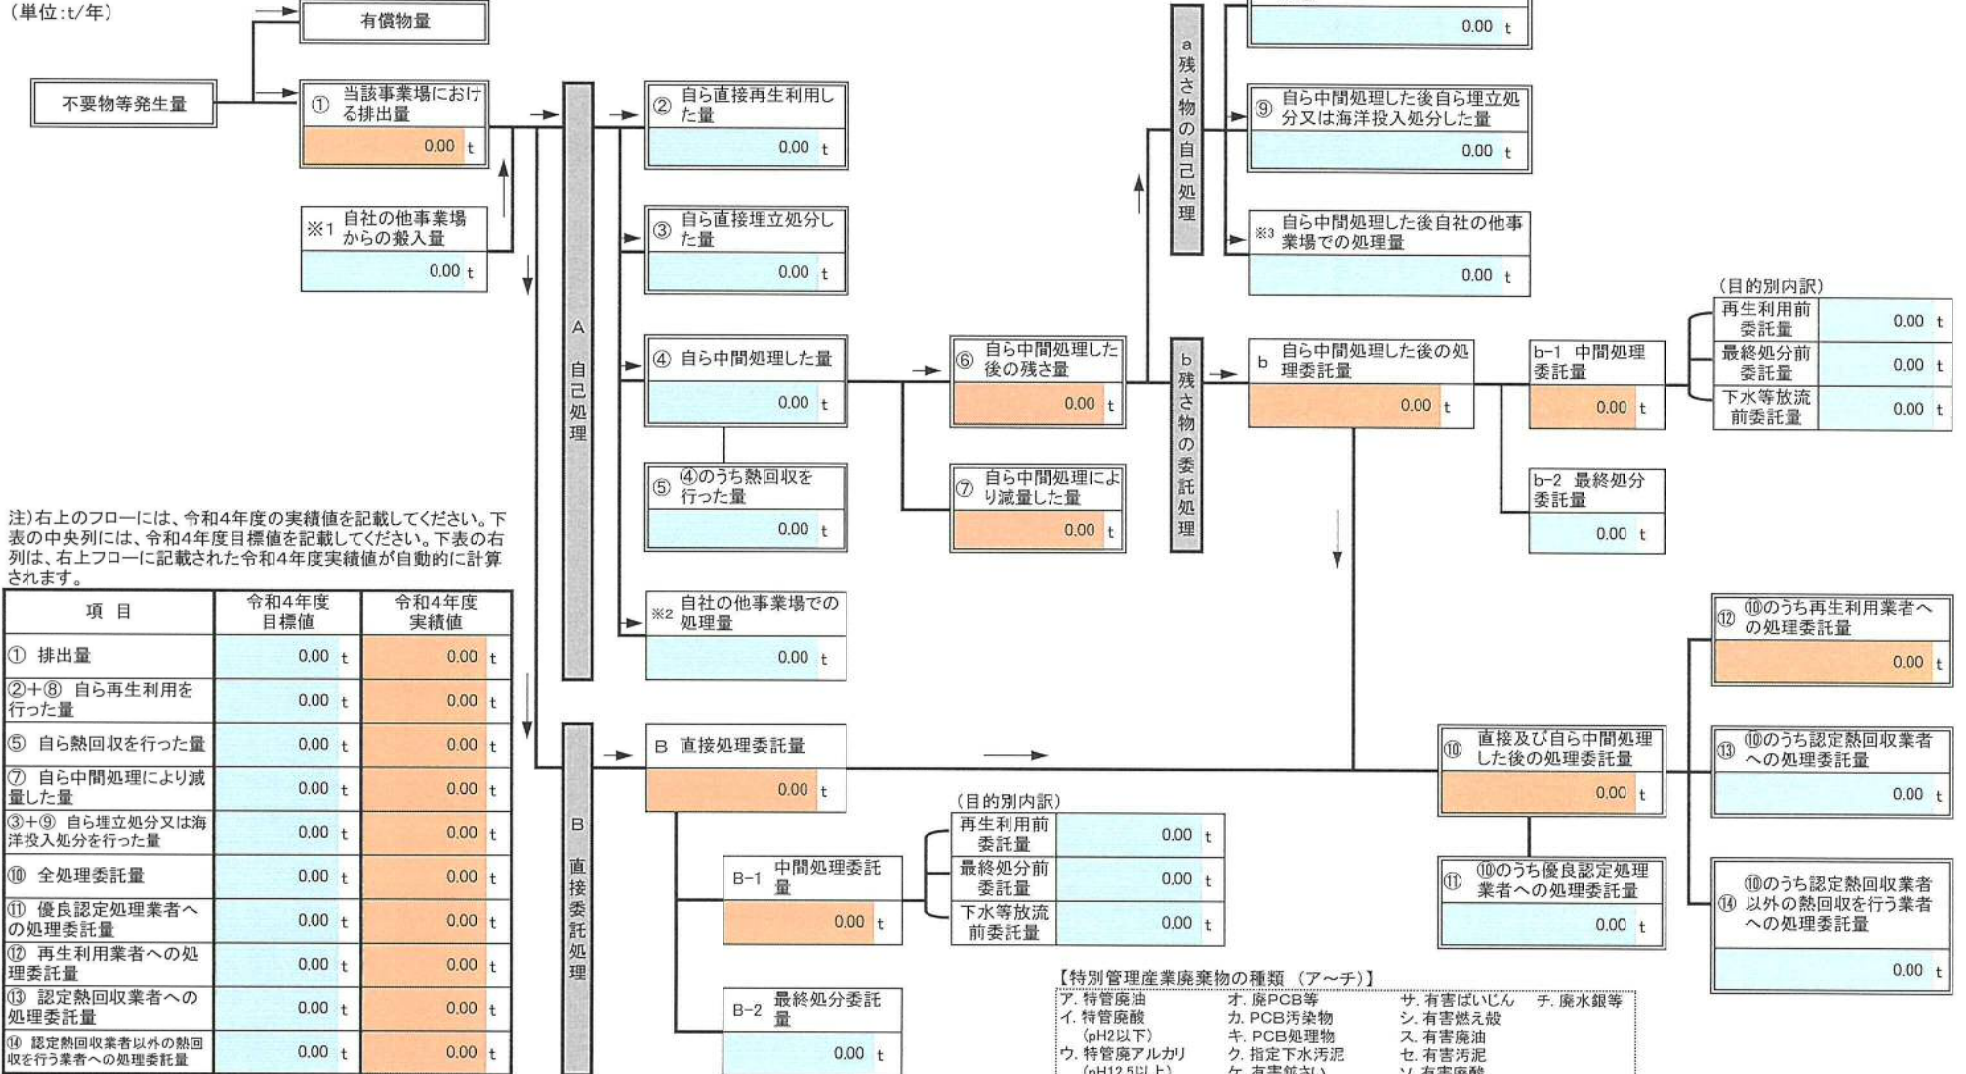 (単位:t/年)
有償物量
不要物等発生量
① 当該事業場におけ
る排出量
0.00 t
※1 自社の他事業場
からの搬入量
0.00 t
A 自己処理
② 自ら直接再生利用し
た量
0.00 t
③ 自ら直接埋立処分し
た量
0.00 t
④ 自ら中間処理した量
0.00 t
⑤ ④のうち熱回収を
行った量
0.00 t
※2 自社の他事業場での
処理量
0.00 t
⑥ 自ら中間処理した
後の残さ量
0.00 t
⑦ 自ら中間処理によ
り減量した量
0.00 t
a残さ物の自己処理
0.00 t
⑨ 自ら中間処理した後自ら埋立処
分又は海洋投入処分した量
0.00 t
※3 自ら中間処理した後自社の他事
業場での処理量
0.00 t
b残さ物の委託処理
b 自ら中間処理した後の処
理委託量
0.00 t
b-1 中間処理
委託量
0.00 t
b-2 最終処分
委託量
0.00 t
(目的別内訳)
再生利用前
委託量 0.00 t
最終処分前
委託量 0.00 t
下水等放流
前委託量 0.00 t
注)右上のフローには、令和4年度の実績値を記載してください。下
表の中央列には、令和4年度目標値を記載してください。下表の右
列は、右上フローに記載された令和4年度実績値が自動的に計算
されます。
項 目 令和4年度
目標値 令和4年度
実績値
① 排出量 0.00 t 0.00 t
②+⑧ 自ら再生利用を
行った量 0.00 t 0.00 t
⑤ 自ら熱回収を行った量 0.00 t 0.00 t
⑦ 自ら中間処理により減
量した量 0.00 t 0.00 t
③+⑨ 自ら埋立処分又は海
洋投入処分を行った量 0.00 t 0.00 t
⑩ 全処理委託量 0.00 t 0.00 t
⑪ 優良認定処理業者へ
の処理委託量 0.00 t 0.00 t
⑫ 再生利用業者への処
理委託量 0.00 t 0.00 t
⑬ 認定熱回収業者への
処理委託量 0.00 t 0.00 t
⑭ 認定熱回収業者以外の熱回
収を行う業者への処理委託量 0.00 t 0.00 t
B 直接委託処理
B 直接処理委託量
0.00 t
B-1 中間処理委託
量
0.00 t
B-2 最終処分委託
量
0.00 t
(目的別内訳)
再生利用前
委託量 0.00 t
最終処分前
委託量 0.00 t
下水等放流
前委託量 0.00 t
⑩ 直接及び自ら中間処理
した後の処理委託量
0.00 t
⑪ ⑩のうち優良認定処理
業者への処理委託量
0.00 t
⑫ ⑩のうち再生利用業者へ
の処理委託量
0.00 t
⑬ ⑩のうち認定熱回収業者
への処理委託量
0.00 t
⑭ ⑩のうち認定熱回収業者
以外の熱回収を行う業者
への処理委託量
0.00 t
【特別管理産業廃棄物の種類 (ア~チ)】
ア. 特管廃油 オ. 廃PCB等 サ. 有害ばいじん チ. 廃水銀等
イ. 特管廃酸 カ. PCB汚染物 シ. 有害燃え殻
(pH2以下) キ. PCB処理物 ス. 有害廃油
ウ. 特管廃アルカリ ク. 指定下水汚泥 セ. 有害汚泥
(pH12.5以上) ケ. 有害鉱さい ソ. 有害廃酸